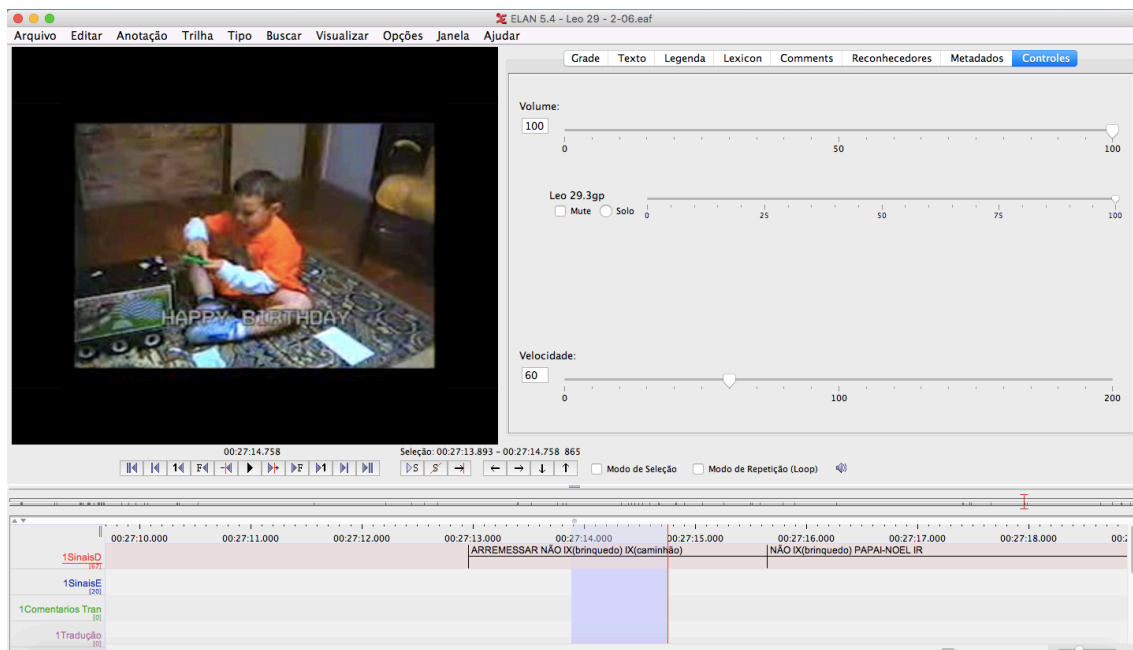 ELAN 5.4 - Leo 29 - 2-06.eaf
Arquivo Editar Anotação Trilha Tipo Buscar Visualizar Opções Janela Ajudar
Grade Texto Legenda Lexicon Comments Reconhecedores Metadados Controles
Volume:
100
0 50 100
Leo 29.3gp
Mute Solo
0 25 50 75 100
HAPPY BIRTHDAY
Velocidade:
60
0 100 200
00:27:14.758
Seleção: 00:27:13.893 - 00:27:14.758 865
1 F F 1 S S Modo de Seleção Modo de Repetição (Loop)
00:27:10.000 00:27:11.000 00:27:12.000 00:27:13.000 00:27:14.000 00:27:15.000 00:27:16.000 00:27:17.000 00:27:18.000 00:2
ARREMESSAR NÃO IX(brinquedo) IX(caminhão) NÃO IX(brinquedo) PAPAI-NOEL IR
1SinaisD
[67]
1SinaisE
[20]
1Comentarios Tran
[0]
1Tradução
[0]